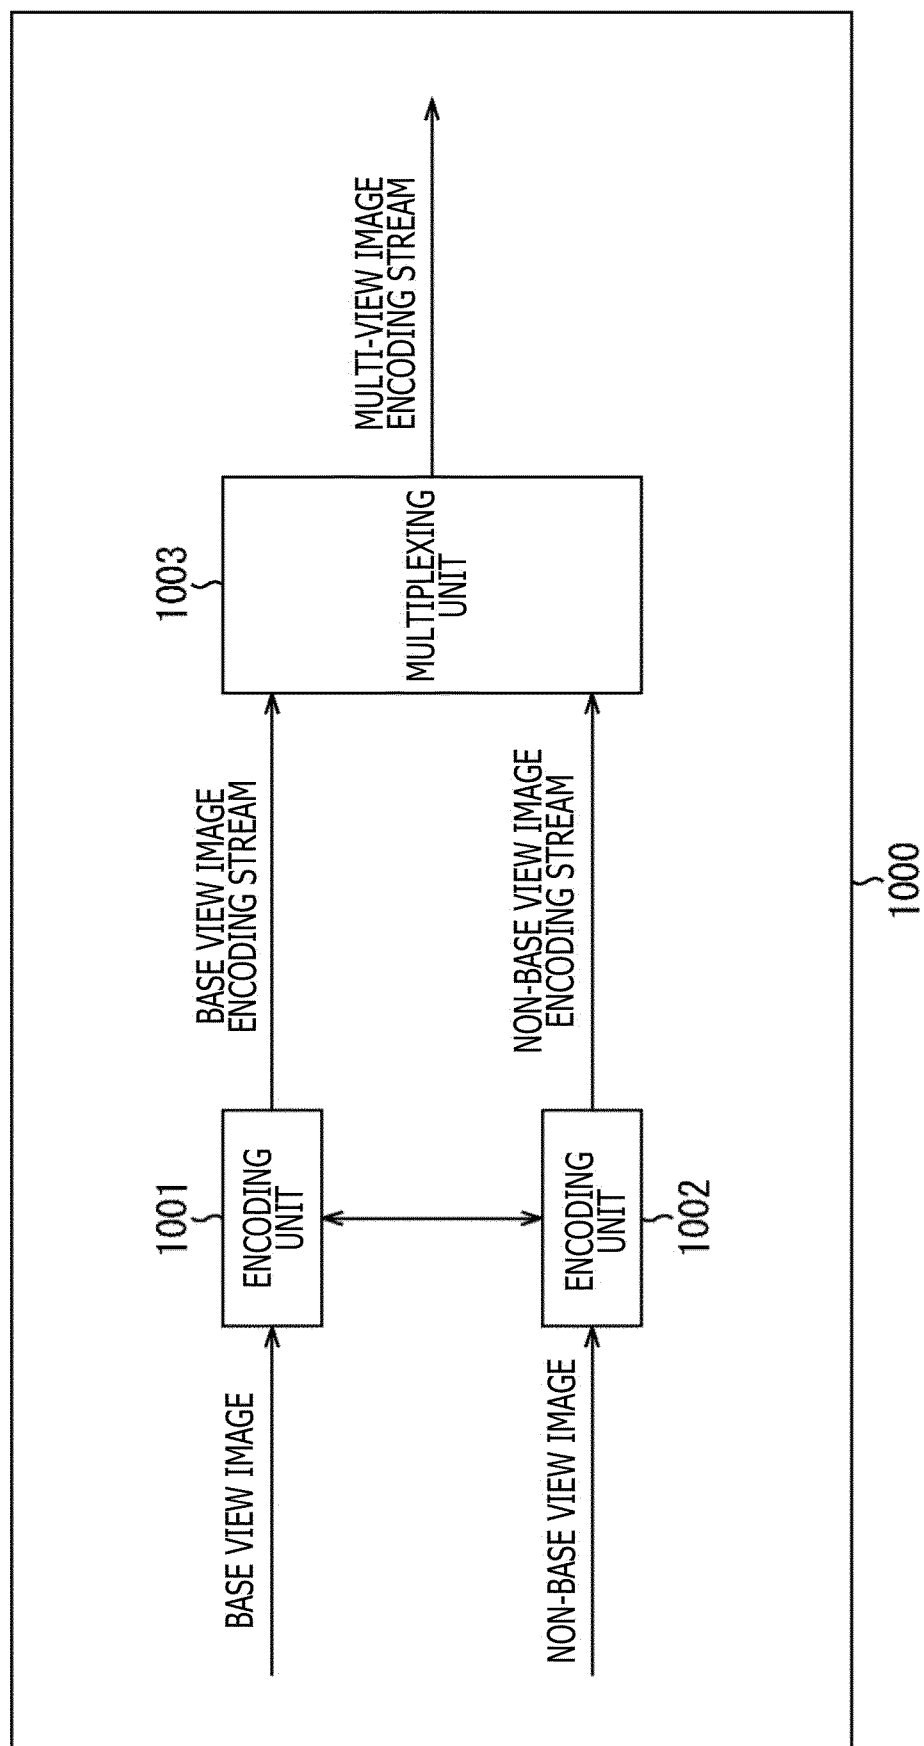 1001
1003
BASE VIEW IMAGE
ENCODING
UNIT
BASE VIEW IMAGE
ENCODING STREAM
MULTIPLEXING
UNIT
MULTI-VIEW IMAGE
ENCODING STREAM
NON-BASE VIEW IMAGE
ENCODING
UNIT
1002
NON-BASE VIEW IMAGE
ENCODING STREAM
1000